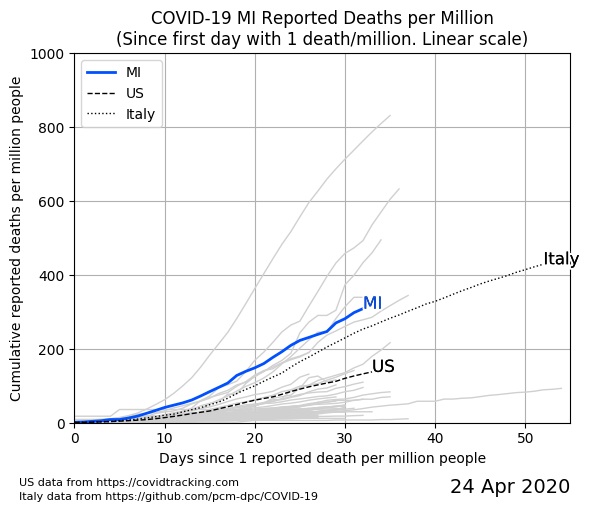 COVID-19 MI Reported Deaths per Million
(Since first day with 1 death/million. Linear scale)
Cumulative reported deaths per million people
1000
800
600
400
200
0
MI
US
Italy
Italy
MI
US
0 10 20 30 40 50
Days since 1 reported death per million people
US data from https://covidtracking.com
Italy data from https://github.com/pcm-dpc/COVID-19
24 Apr 2020